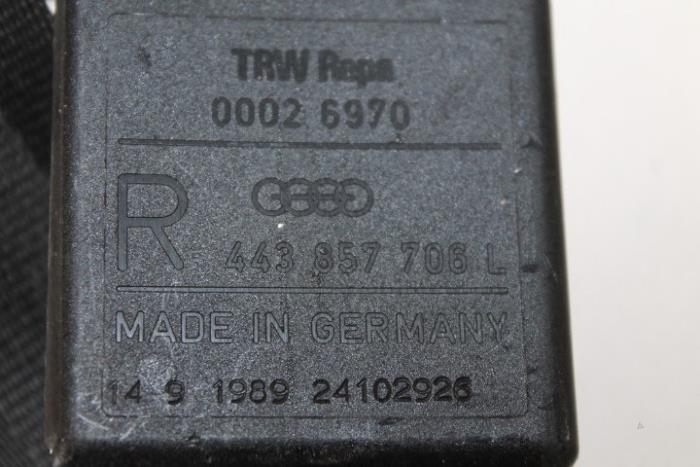 TRW Repa
0002 6970
R
443 857 706 L
MADE IN GERMANY
14 9 1989 24102926